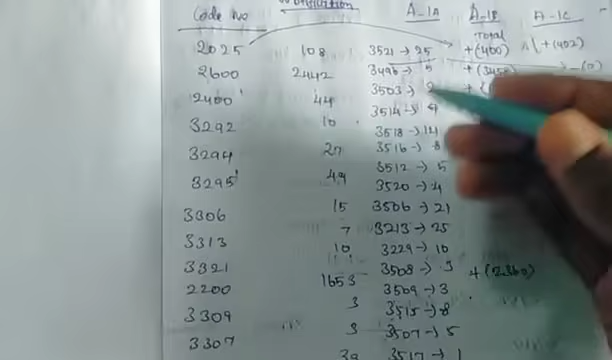 Code No A-1A A-1B A-1C
Total
2025 108 3521 → 25 +(400) +(402)
2600 2442 3496 → 5
2400 44 3503 →
3514 → 4
3292 10 3518 → 14
3294 27 3516 → 8
3512 → 5
3295 49 3520 → 4
3306 15 3506 → 21
3313 7 3213 → 25
10 3229 → 10
3321 3508 → 3 +(2360)
2200 1653 3509 → 3
3309 3 3515 → 8
3307 3 3507 → 5
3517 → 1